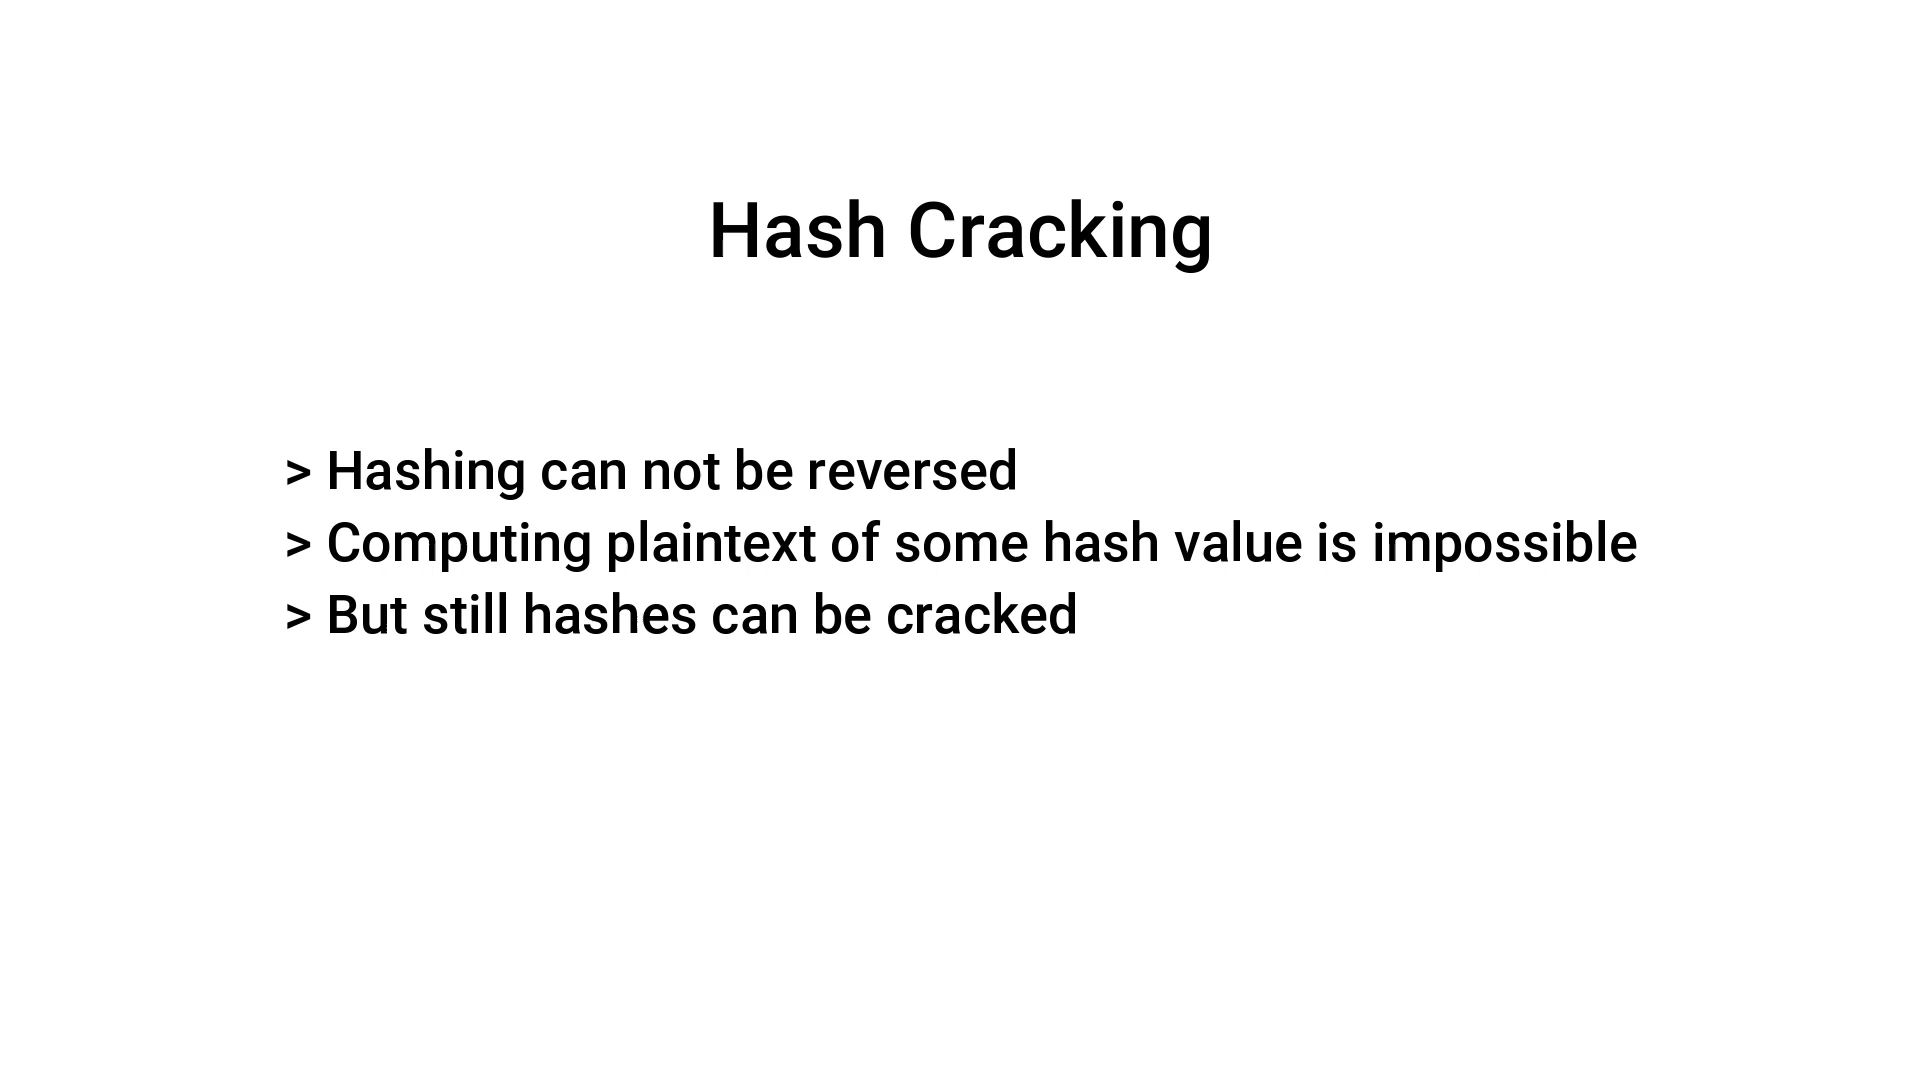 Hash Cracking
> Hashing can not be reversed
> Computing plaintext of some hash value is impossible
> But still hashes can be cracked